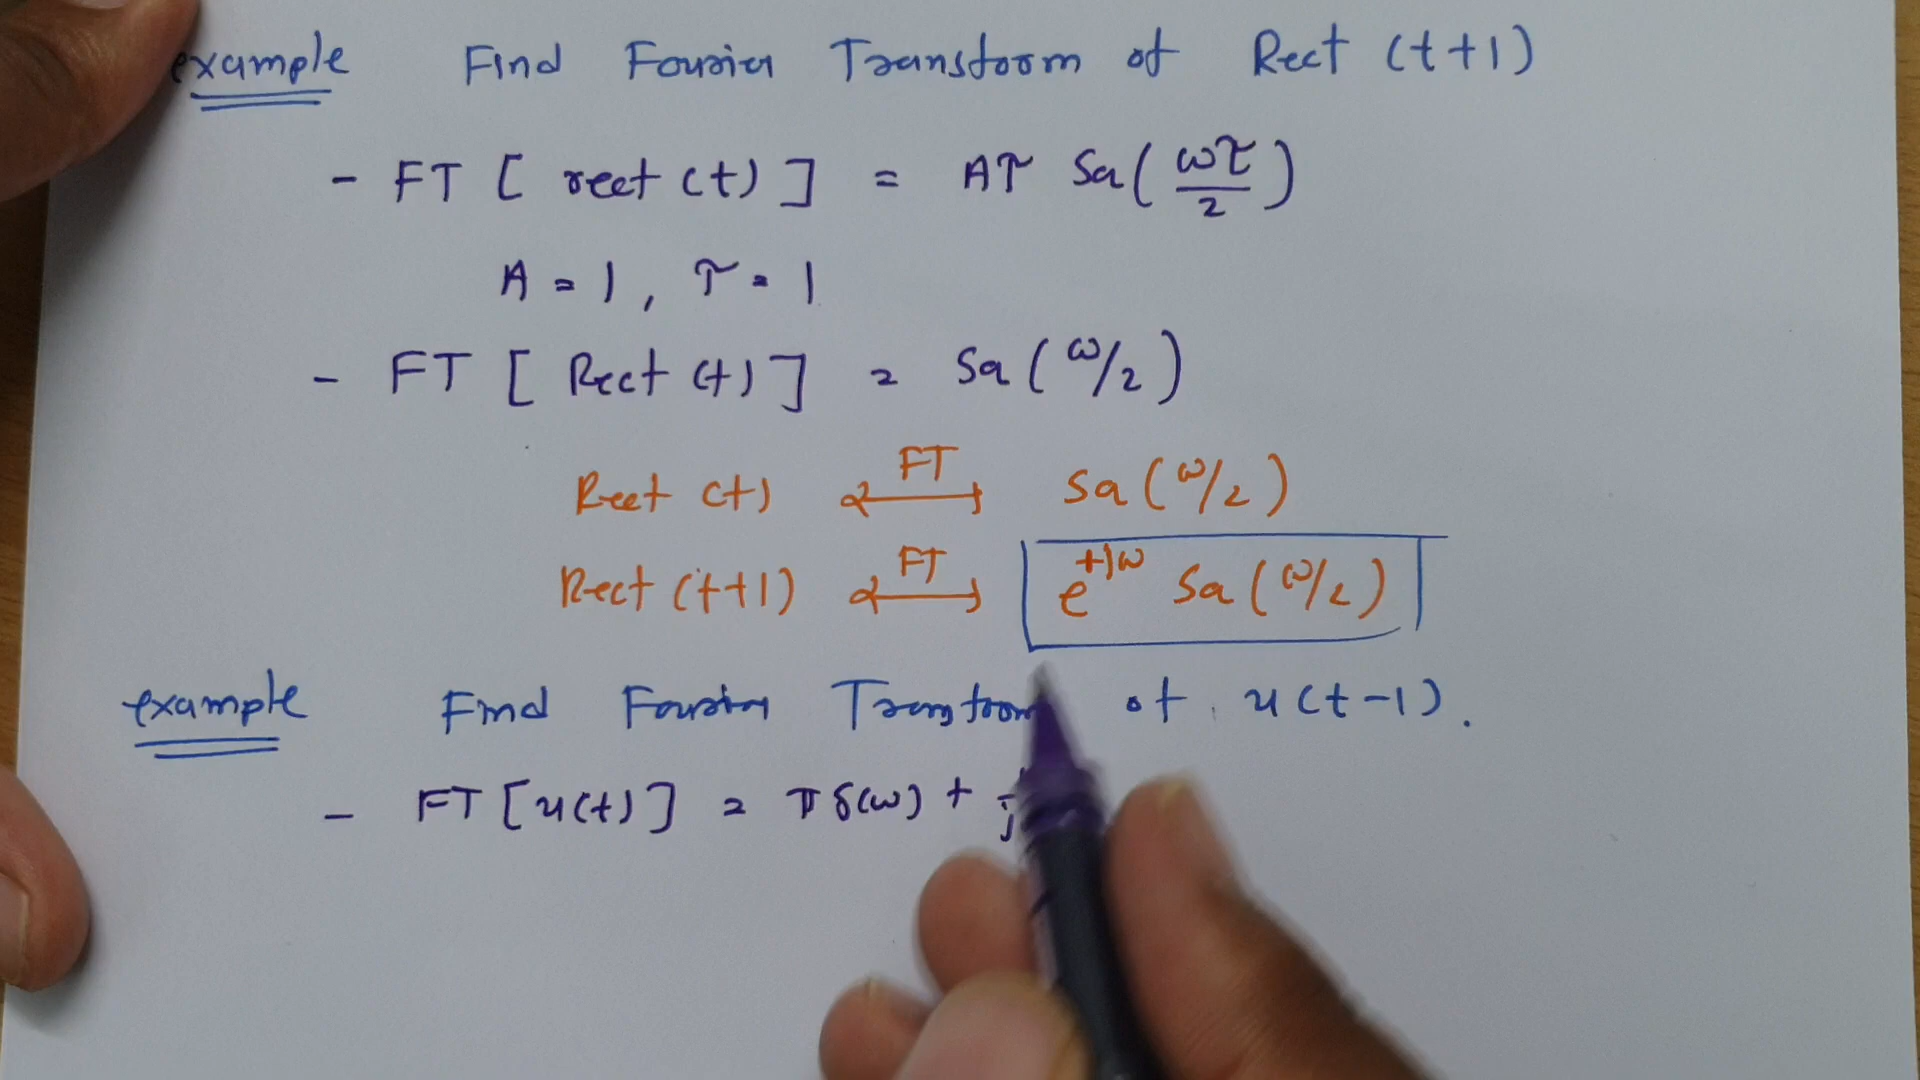 example Find Fourier Transform of Rect (t+1)
- FT [ rect (t) ] = Aτ Sa( ωτ/2 )
A = 1, τ = 1
- FT [ Rect (t) ] = Sa ( ω/2 )
Rect (t) ⟷ FT Sa ( ω/2 )
Rect (t+1) ⟷ FT e^{+jω} Sa ( ω/2 )
example Find Fourier Transform of u(t-1).
- FT [u(t)] = π δ(ω) +